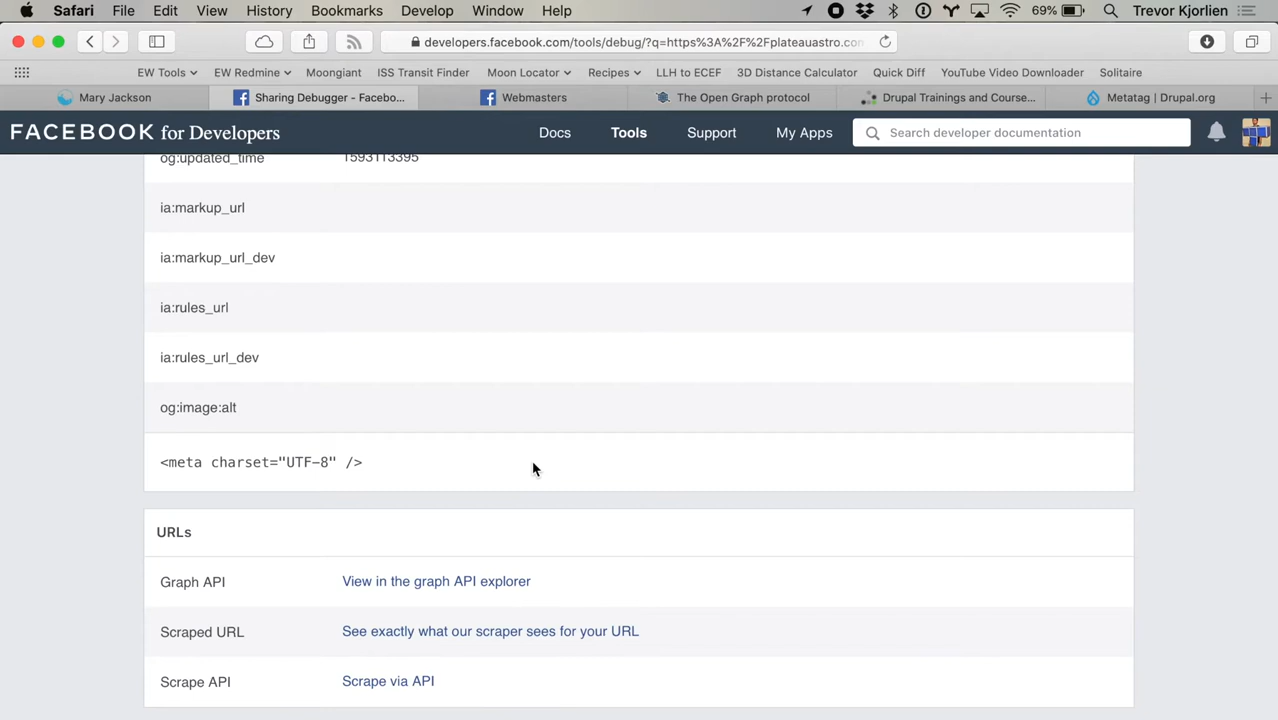 Safari File Edit View History Bookmarks Develop Window Help 69% Trevor Kjorlien
developers.facebook.com/tools/debug/?q=https%3A%2F%2Fplateauastro.com
EW Tools EW Redmine Moongiant ISS Transit Finder Moon Locator Recipes LLH to ECEF 3D Distance Calculator Quick Diff YouTube Video Downloader Solitaire
Mary Jackson Sharing Debugger - Facebo... Webmasters The Open Graph protocol Drupal Trainings and Course... Metatag | Drupal.org
FACEBOOK for Developers Docs Tools Support My Apps Search developer documentation
og:updated_time 1593113395
ia:markup_url
ia:markup_url_dev
ia:rules_url
ia:rules_url_dev
og:image:alt
<meta charset="UTF-8" />
URLs
Graph API View in the graph API explorer
Scraped URL See exactly what our scraper sees for your URL
Scrape API Scrape via API